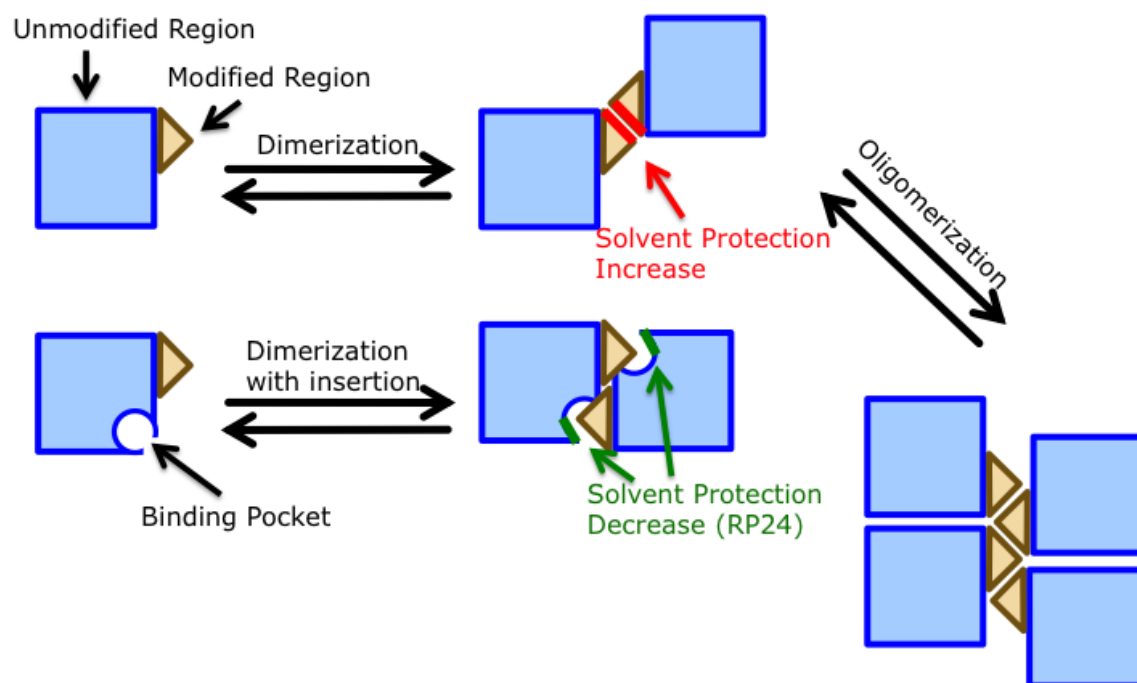 Unmodified Region
Modified Region
Dimerization
Solvent Protection
Increase
Oligomerization
Dimerization
with insertion
Binding Pocket
Solvent Protection
Decrease (RP24)